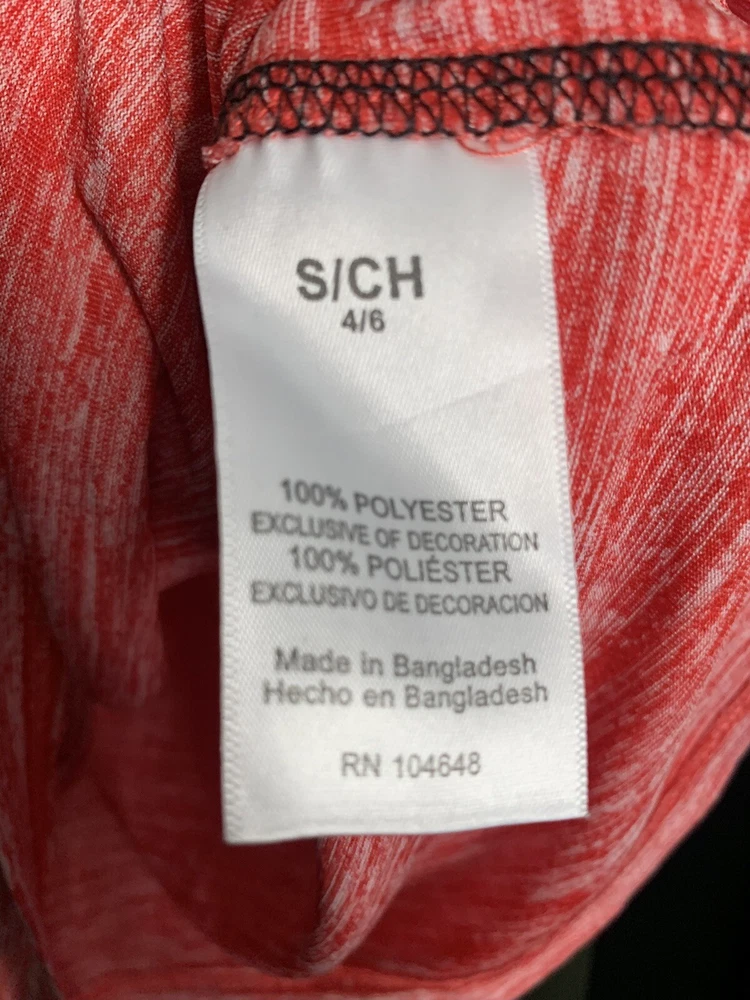 S/CH
4/6
100% POLYESTER
EXCLUSIVE OF DECORATION
100% POLIÉSTER
EXCLUSIVO DE DECORACION
Made in Bangladesh
Hecho en Bangladesh
RN 104648